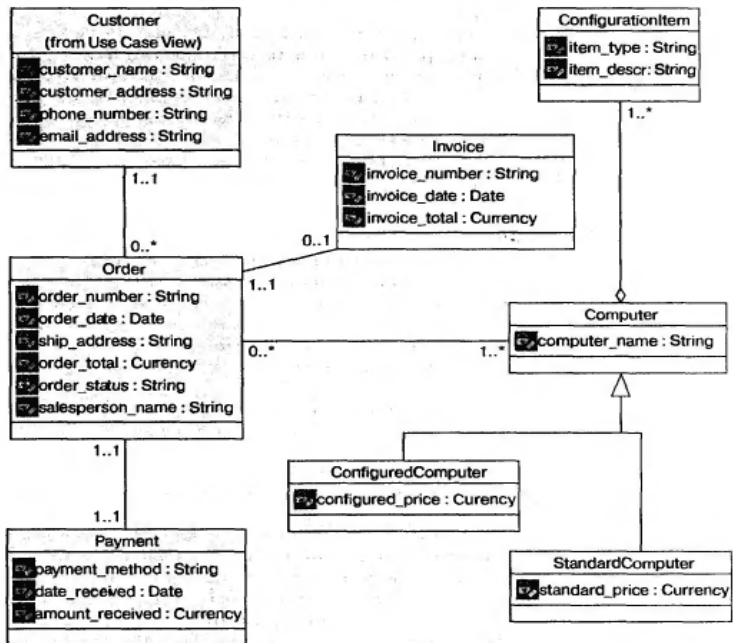 Customer
(from Use Case View)
customer_name : String
customer_address : String
phone_number : String
email_address : String
1..1
0..*
ConfigurationItem
item_type : String
item_descr: String
1..*
Invoice
invoice_number : String
invoice_date : Date
invoice_total : Currency
0..1
1..1
Order
order_number : String
order_date : Date
ship_address : String
order_total : Currency
order_status : String
salesperson_name : String
0..*
1..*
Computer
computer_name : String
1..1
1..1
ConfiguredComputer
configured_price : Curency
Payment
payment_method : String
date_received : Date
amount_received : Currency
StandardComputer
standard_price : Currency